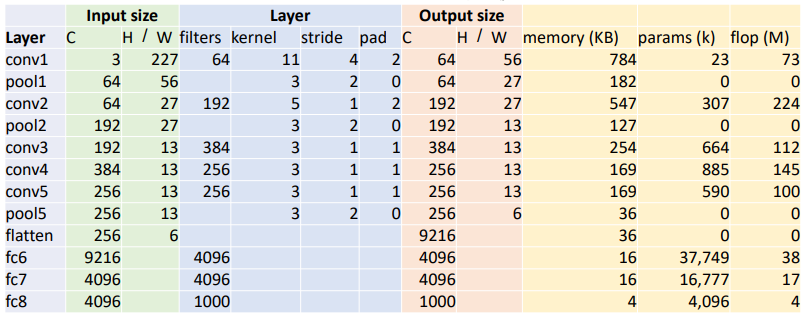 Input size Layer Output size
Layer C H / W filters kernel stride pad C H / W memory (KB) params (k) flop (M)
conv1 3 227 64 11 4 2 64 56 784 23 73
pool1 64 56 3 2 0 64 27 182 0 0
conv2 64 27 192 5 1 2 192 27 547 307 224
pool2 192 27 3 2 0 192 13 127 0 0
conv3 192 13 384 3 1 1 384 13 254 664 112
conv4 384 13 256 3 1 1 256 13 169 885 145
conv5 256 13 256 3 1 1 256 13 169 590 100
pool5 256 13 3 2 0 256 6 36 0 0
flatten 256 6 9216 36 0 0
fc6 9216 4096 4096 16 37,749 38
fc7 4096 4096 4096 16 16,777 17
fc8 4096 1000 1000 4 4,096 4